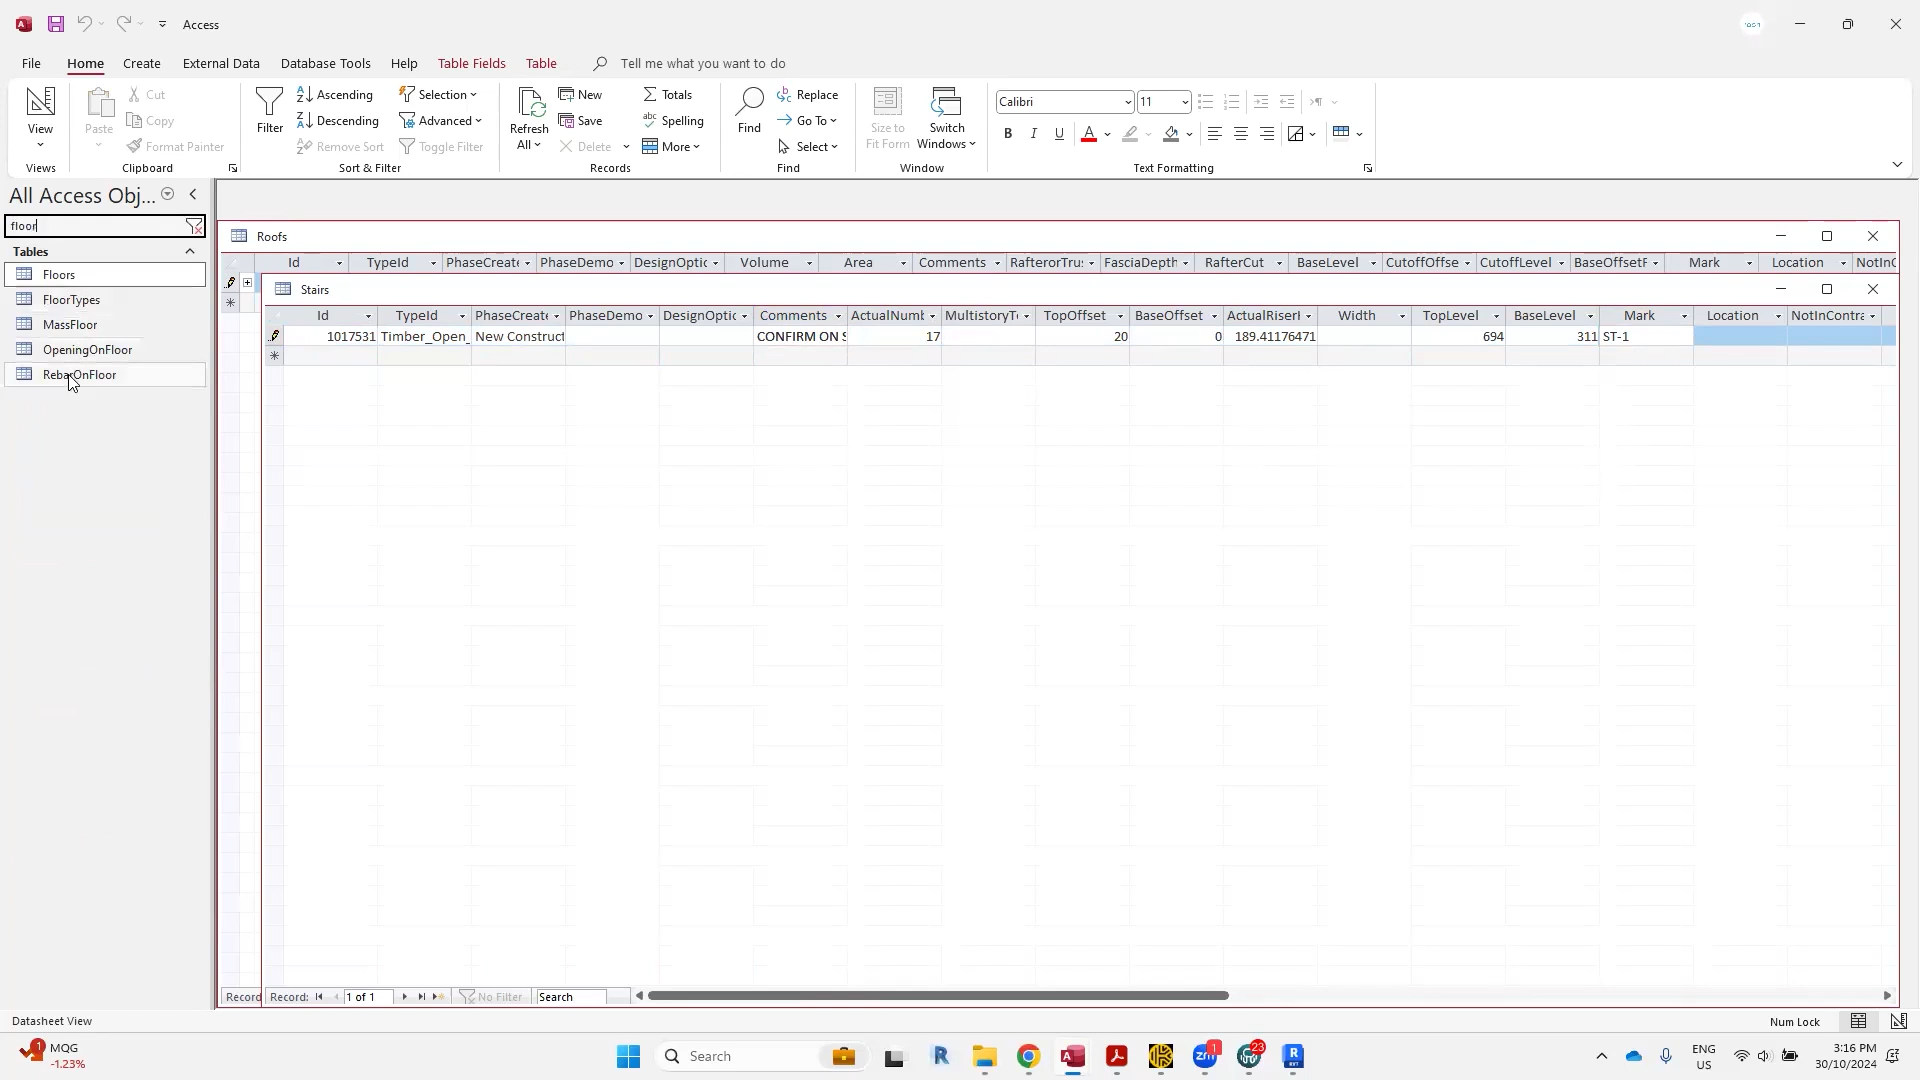 Access
File Home Create External Data Database Tools Help Table Fields Table Tell me what you want to do
View
Views
Paste
Cut
Copy
Format Painter
Clipboard
Filter
Ascending
Descending
Remove Sort
Selection
Advanced
Toggle Filter
Sort & Filter
Refresh
All
New
Save
Delete
Totals
Spelling
More
Records
Find
Replace
Go To
Select
Find
Size to
Fit Form
Switch
Windows
Window
Calibri 11
B I U A
Text Formatting
All Access Obj...
floor
Tables
Floors
FloorTypes
MassFloor
OpeningOnFloor
RebarOnFloor
Roofs
Id TypeId PhaseCreate PhaseDemo DesignOptic Volume Area Comments RafterorTru: FasciaDepth RafterCut BaseLevel CutoffOffse CutoffLevel BaseOffsetF Mark Location NotInC
Stairs
Id TypeId PhaseCreate PhaseDemo DesignOptic Comments ActualNumb MultistoryT TopOffset BaseOffset ActualRiserH Width TopLevel BaseLevel Mark Location NotInContra
1017531 Timber_Open_ New Construct CONFIRM ON S 17 20 0 189.41176471 694 311 ST-1
Record: 1 of 1 No Filter Search
Record
Datasheet View
Num Lock
1 MQG
-1.23%
Search
1
23
ENG
US
3:16 PM
30/10/2024